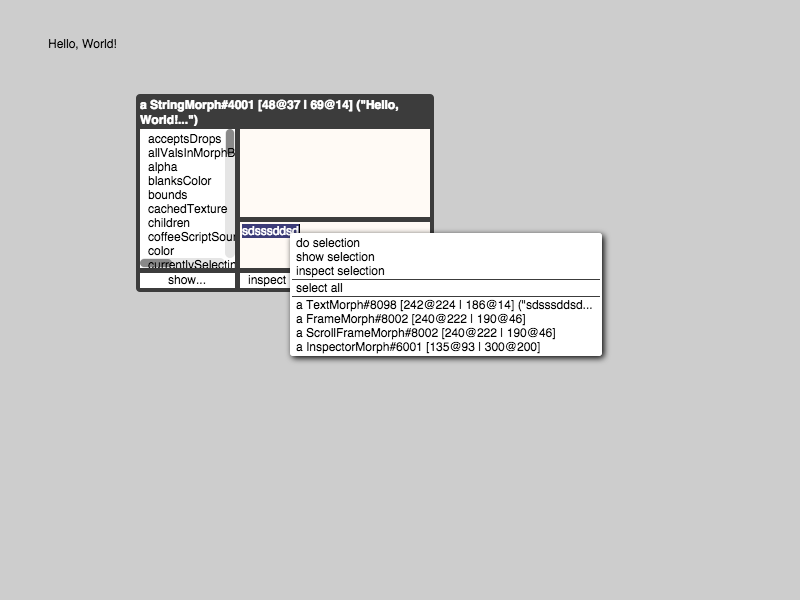 Hello, World!
a StringMorph#4001 [48@37 | 69@14] ("Hello,
World!...")
acceptsDrops
allValsInMorphB
alpha
blanksColor
bounds
cachedTexture
children
coffeeScriptSour
color
currentlySelectin
show...
sdsssddsd
inspect
do selection
show selection
inspect selection
select all
a TextMorph#8098 [242@224 | 186@14] ("sdsssddsd...
a FrameMorph#8002 [240@222 | 190@46]
a ScrollFrameMorph#8002 [240@222 | 190@46]
a InspectorMorph#6001 [135@93 | 300@200]